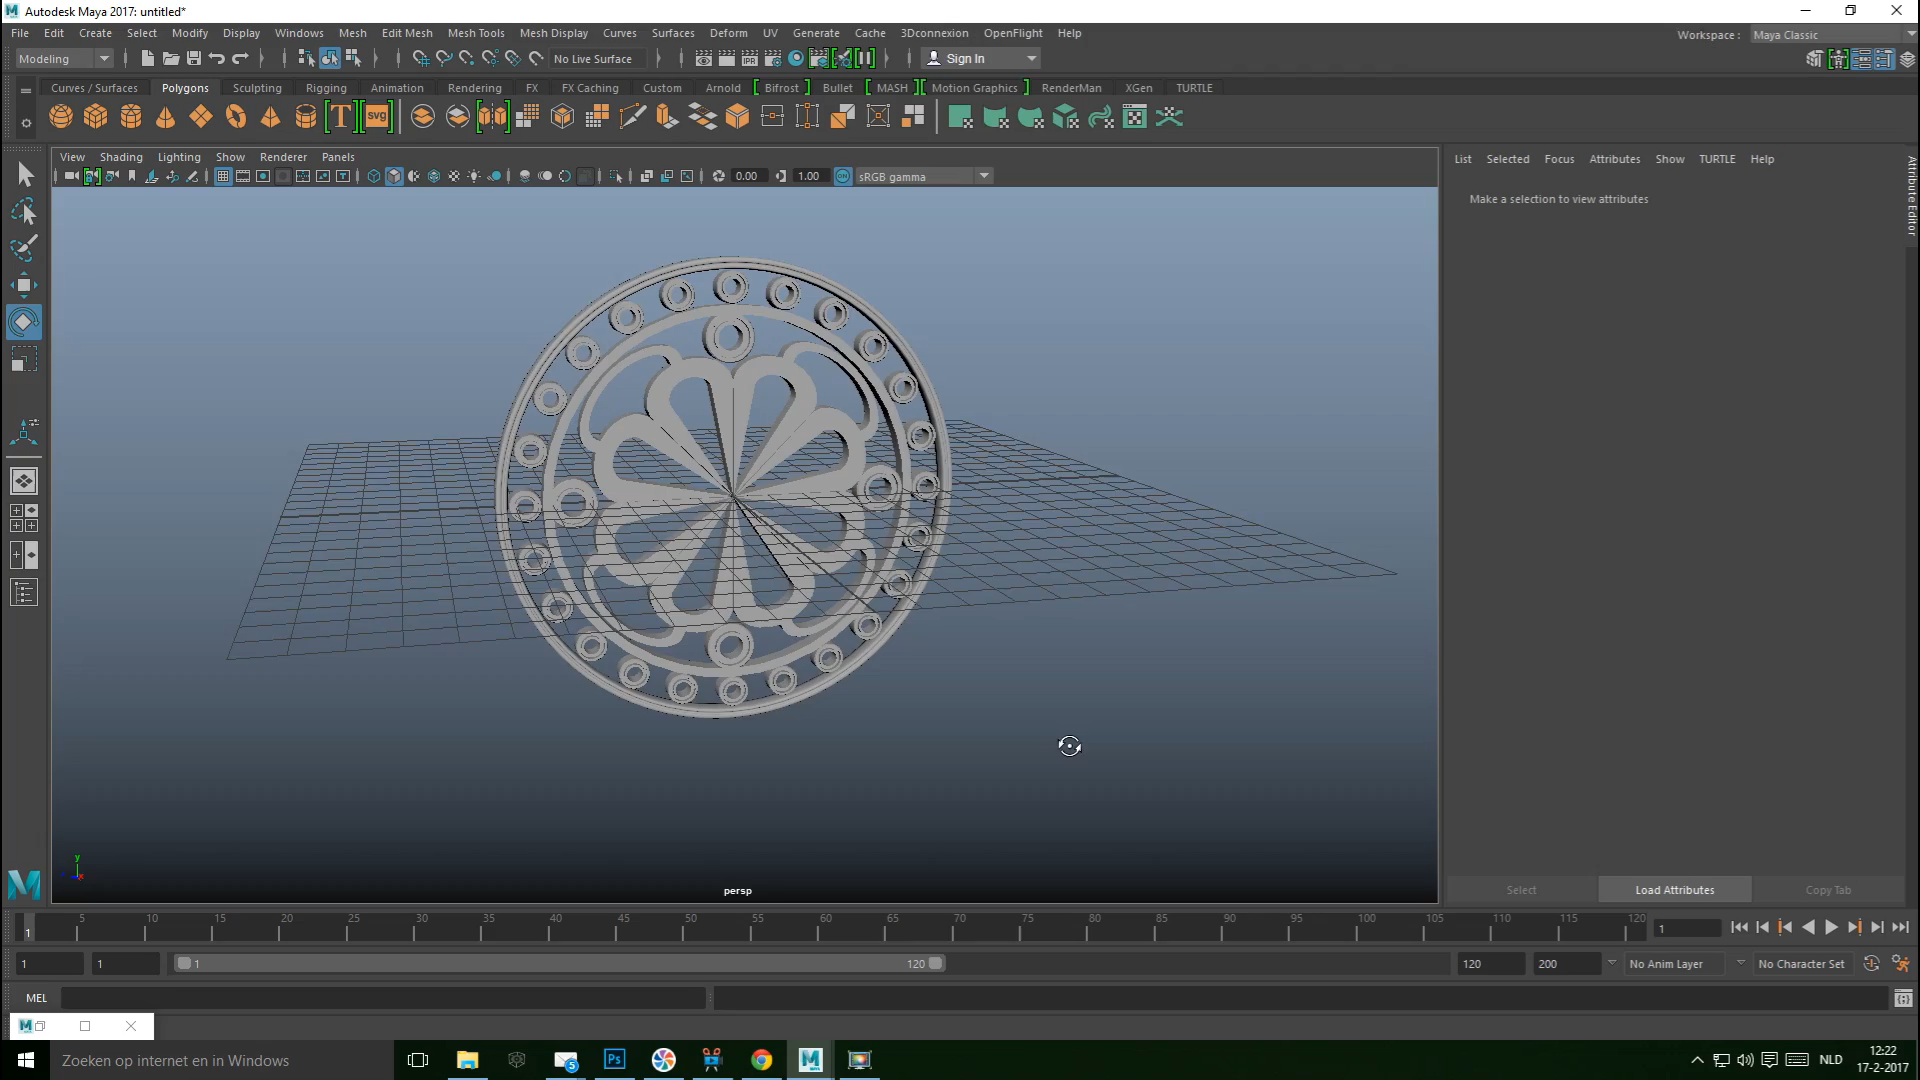 Autodesk Maya 2017: untitled*
File Edit Create Select Modify Display Windows Mesh Edit Mesh Mesh Tools Mesh Display Curves Surfaces Deform UV Generate Cache 3Dconnexion OpenFlight Help
Workspace : Maya Classic
Modeling No Live Surface IPR Sign In
Curves / Surfaces Polygons Sculpting Rigging Animation Rendering FX FX Caching Custom Arnold Bifrost Bullet MASH Motion Graphics RenderMan XGen TURTLE
T svg
View Shading Lighting Show Renderer Panels
0.00 1.00 ON sRGB gamma
List Selected Focus Attributes Show TURTLE Help
Make a selection to view attributes
Attribute Editor
y
x
persp
Select Load Attributes Copy Tab
5 10 15 20 25 30 35 40 45 50 55 60 65 70 75 80 85 90 95 100 105 110 115 120
1 1
1 1 1 120 120 200 No Anim Layer No Character Set
MEL
Zoeken op internet en in Windows
5 Ps NLD 12:22
17-2-2017